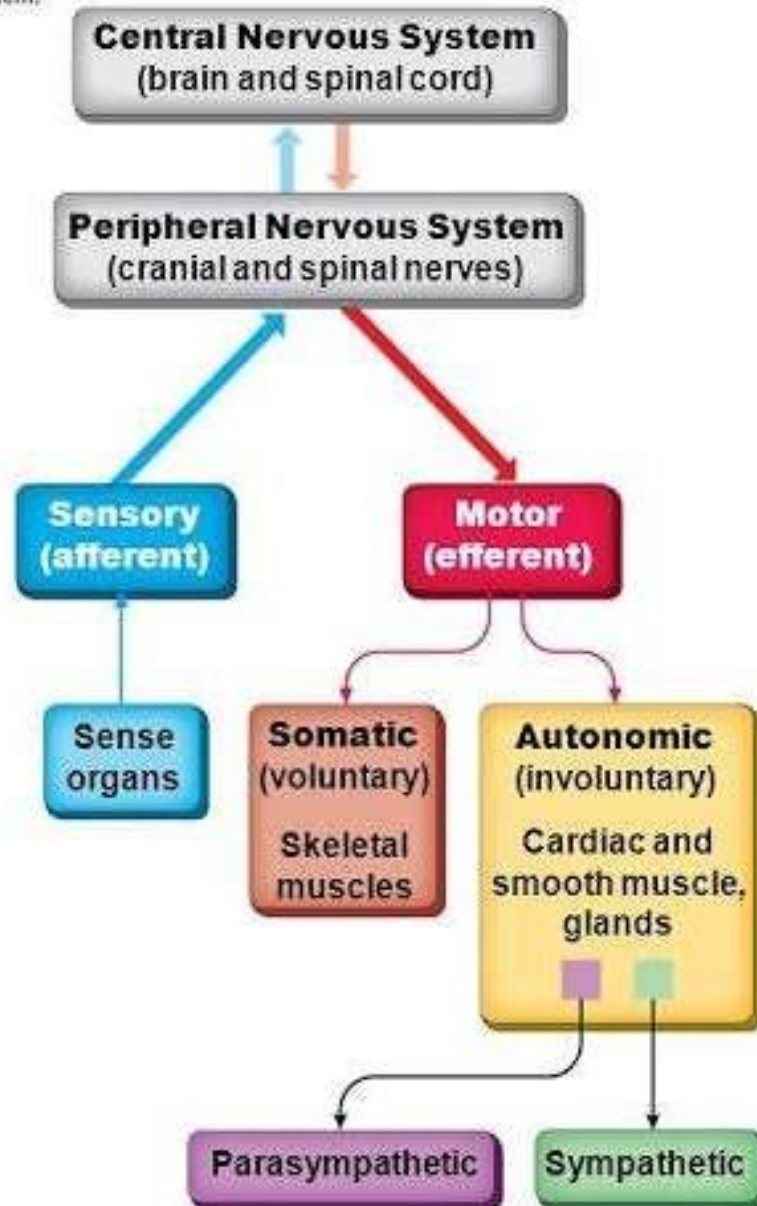 Central Nervous System
(brain and spinal cord)
Peripheral Nervous System
(cranial and spinal nerves)
Sensory
(afferent)
Motor
(efferent)
Sense
organs
Somatic
(voluntary)
Skeletal
muscles
Autonomic
(involuntary)
Cardiac and
smooth muscle,
glands
Parasympathetic
Sympathetic